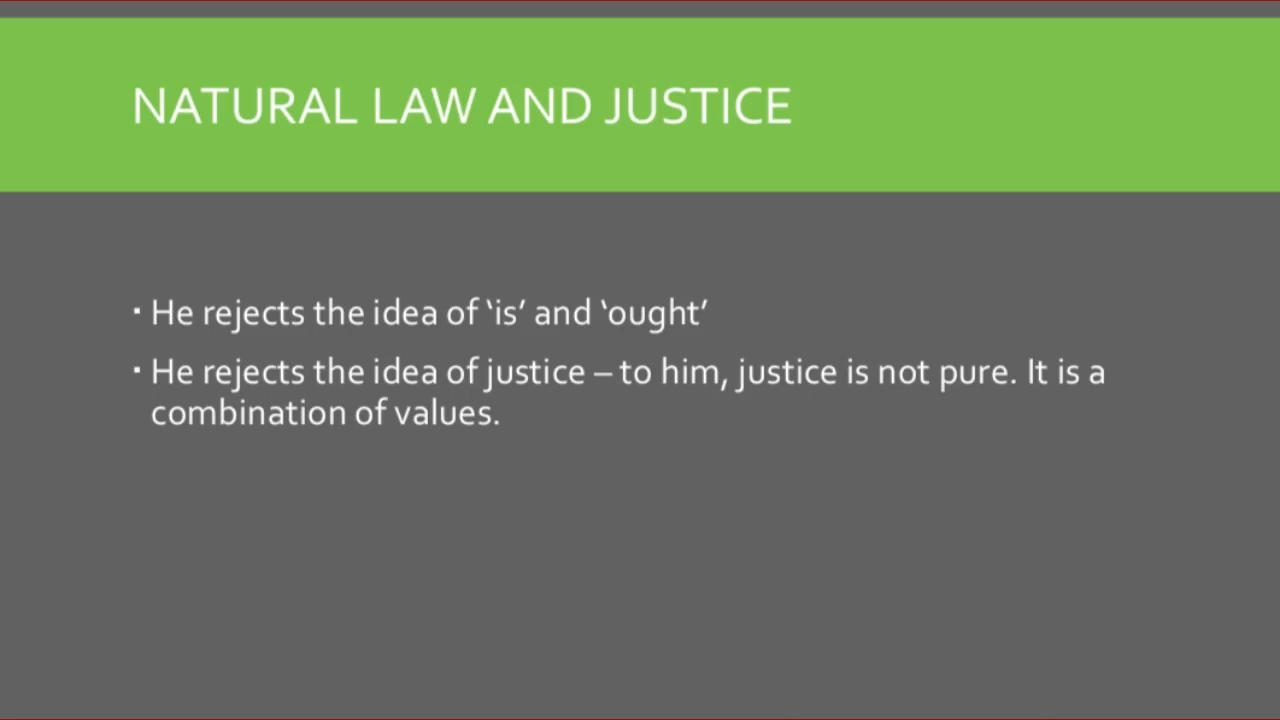 NATURAL LAW AND JUSTICE
▪ He rejects the idea of ‘is’ and ‘ought’
▪ He rejects the idea of justice – to him, justice is not pure. It is a
combination of values.